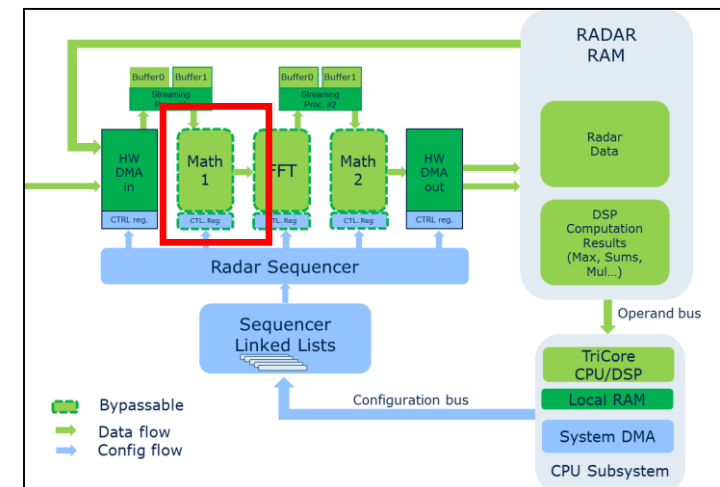 RADAR
RAM
Buffer0
Buffer1
Streaming
Buffer0
Buffer1
Streaming
Proc. #2
HW
DMA
in
CTRL reg.
Math
1
CTL. Reg
FFT
CTL. Reg
Math
2
CTL. Reg
HW
DMA
out
CTRL reg.
Radar
Data
DSP
Computation
Results
(Max, Sums,
Mul...)
Radar Sequencer
Sequencer
Linked Lists
Operand bus
TriCore
CPU/DSP
Local RAM
System DMA
CPU Subsystem
Configuration bus
Bypassable
Data flow
Config flow